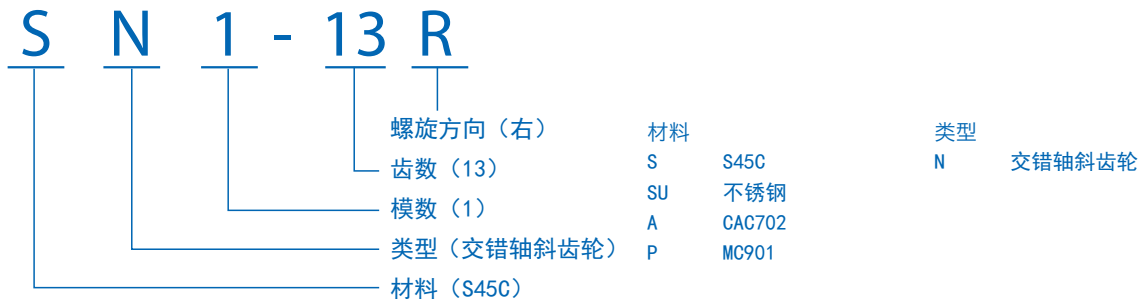 SN1-13R
螺旋方向（右）
齿数（13）
模数（1）
类型（交错轴斜齿轮）
材料（S45C）
材料
S S45C
SU 不锈钢
A CAC702
P MC901
类型
N 交错轴斜齿轮